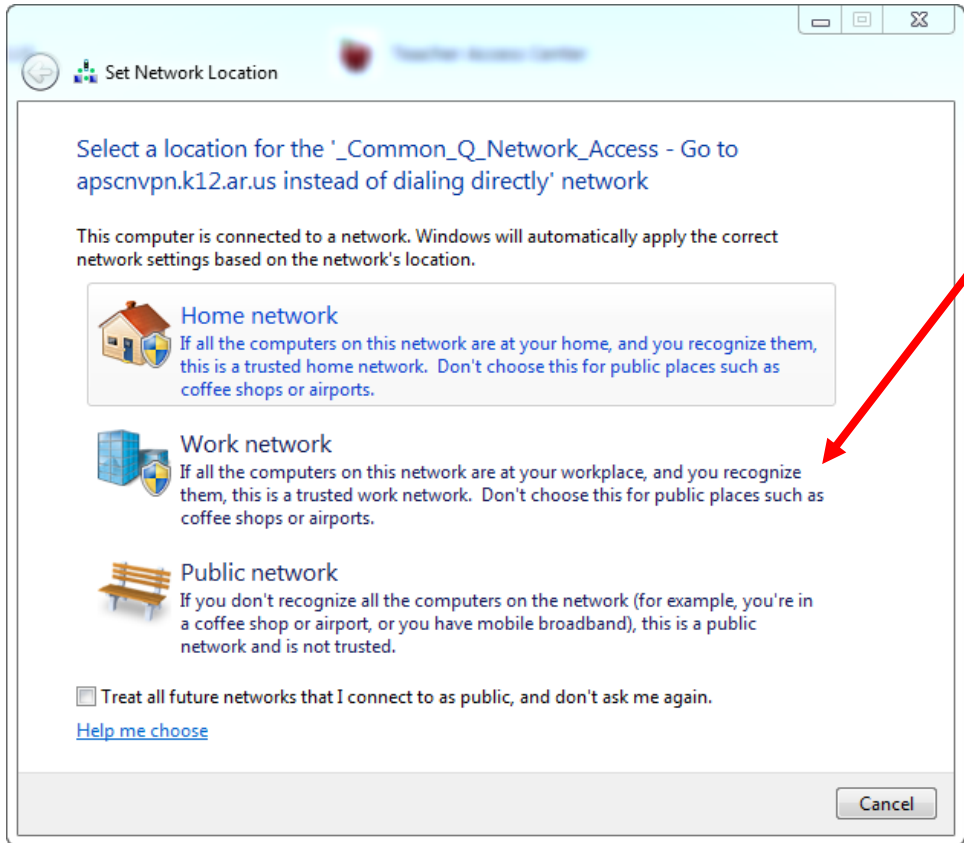 Teacher Access Center
Set Network Location
Select a location for the '_Common_Q_Network_Access - Go to
apscnvpn.k12.ar.us instead of dialing directly' network
This computer is connected to a network. Windows will automatically apply the correct
network settings based on the network's location.
Home network
If all the computers on this network are at your home, and you recognize them,
this is a trusted home network.  Don't choose this for public places such as
coffee shops or airports.
Work network
If all the computers on this network are at your workplace, and you recognize
them, this is a trusted work network.  Don't choose this for public places such as
coffee shops or airports.
Public network
If you don't recognize all the computers on the network (for example, you're in
a coffee shop or airport, or you have mobile broadband), this is a public
network and is not trusted.
Treat all future networks that I connect to as public, and don't ask me again.
Help me choose
Cancel